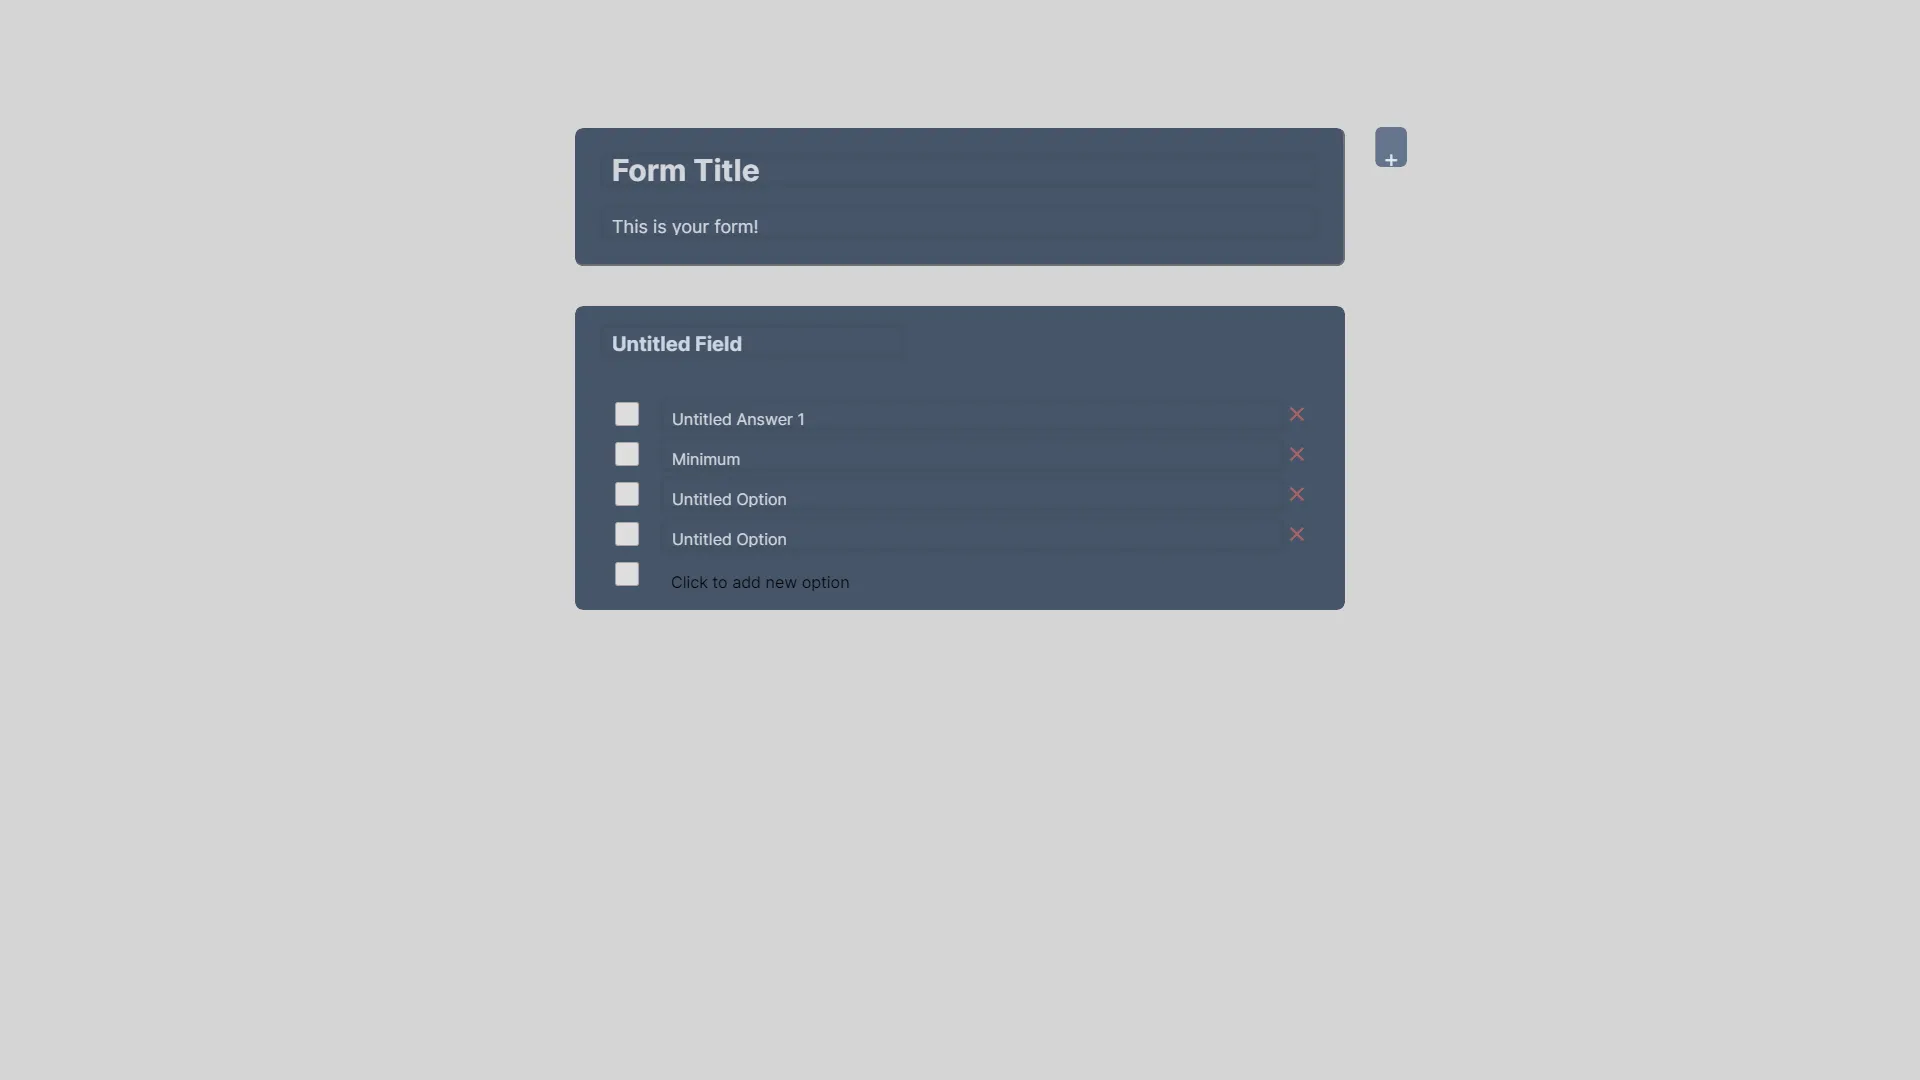 Form Title
+
This is your form!
Untitled Field
Untitled Answer 1
Minimum
Untitled Option
Untitled Option
Click to add new option